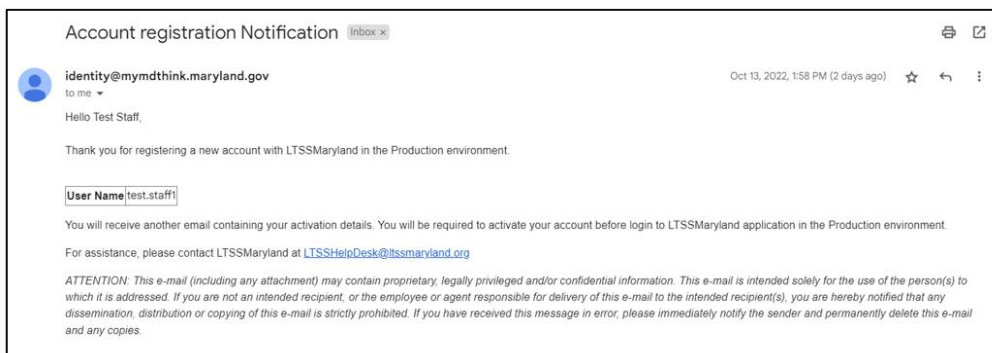 Account registration Notification Inbox ×
identity@mymdthink.maryland.gov Oct 13, 2022, 1:58 PM (2 days ago)
to me
Hello Test Staff,
Thank you for registering a new account with LTSSMaryland in the Production environment.
User Name test.staff1
You will receive another email containing your activation details. You will be required to activate your account before login to LTSSMaryland application in the Production environment.
For assistance, please contact LTSSMaryland at LTSSHelpDesk@ltssmaryland.org
ATTENTION: This e-mail (including any attachment) may contain proprietary, legally privileged and/or confidential information. This e-mail is intended solely for the use of the person(s) to
which it is addressed. If you are not an intended recipient, or the employee or agent responsible for delivery of this e-mail to the intended recipient(s), you are hereby notified that any
dissemination, distribution or copying of this e-mail is strictly prohibited. If you have received this message in error, please immediately notify the sender and permanently delete this e-mail
and any copies.